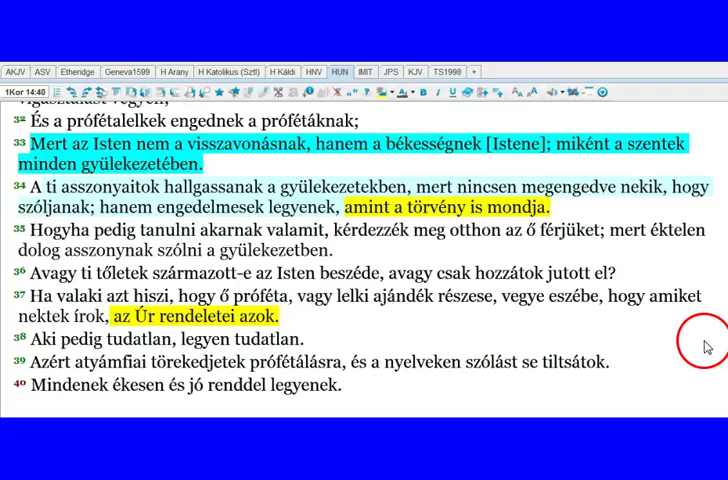 AKJV ASV Etheridge Geneva1599 H Arany H Katolikus (Sztl) H Káldi HNV HUN IMIT JPS KJV TS1998 +
1Kor 14:40
vigasztalást vegyen;
32 És a prófétalelkek engednek a prófétáknak;
33 Mert az Isten nem a visszavonásnak, hanem a békességnek [Istene]; miként a szentek
minden gyülekezetében.
34 A ti asszonyaitok hallgassanak a gyülekezetekben, mert nincsen megengedve nekik, hogy
szóljanak; hanem engedelmesek legyenek, amint a törvény is mondja.
35 Hogyha pedig tanulni akarnak valamit, kérdezzék meg otthon az ő férjüket; mert éktelen
dolog asszonynak szólni a gyülekezetben.
36 Avagy ti tőletek származott-e az Isten beszéde, avagy csak hozzátok jutott el?
37 Ha valaki azt hiszi, hogy ő próféta, vagy lelki ajándék részese, vegye eszébe, hogy amiket
nektek írok, az Úr rendeletei azok.
38 Aki pedig tudatlan, legyen tudatlan.
39 Azért atyámfiai törekedjetek prófétálásra, és a nyelveken szólást se tiltsátok.
40 Mindenek ékesen és jó renddel legyenek.